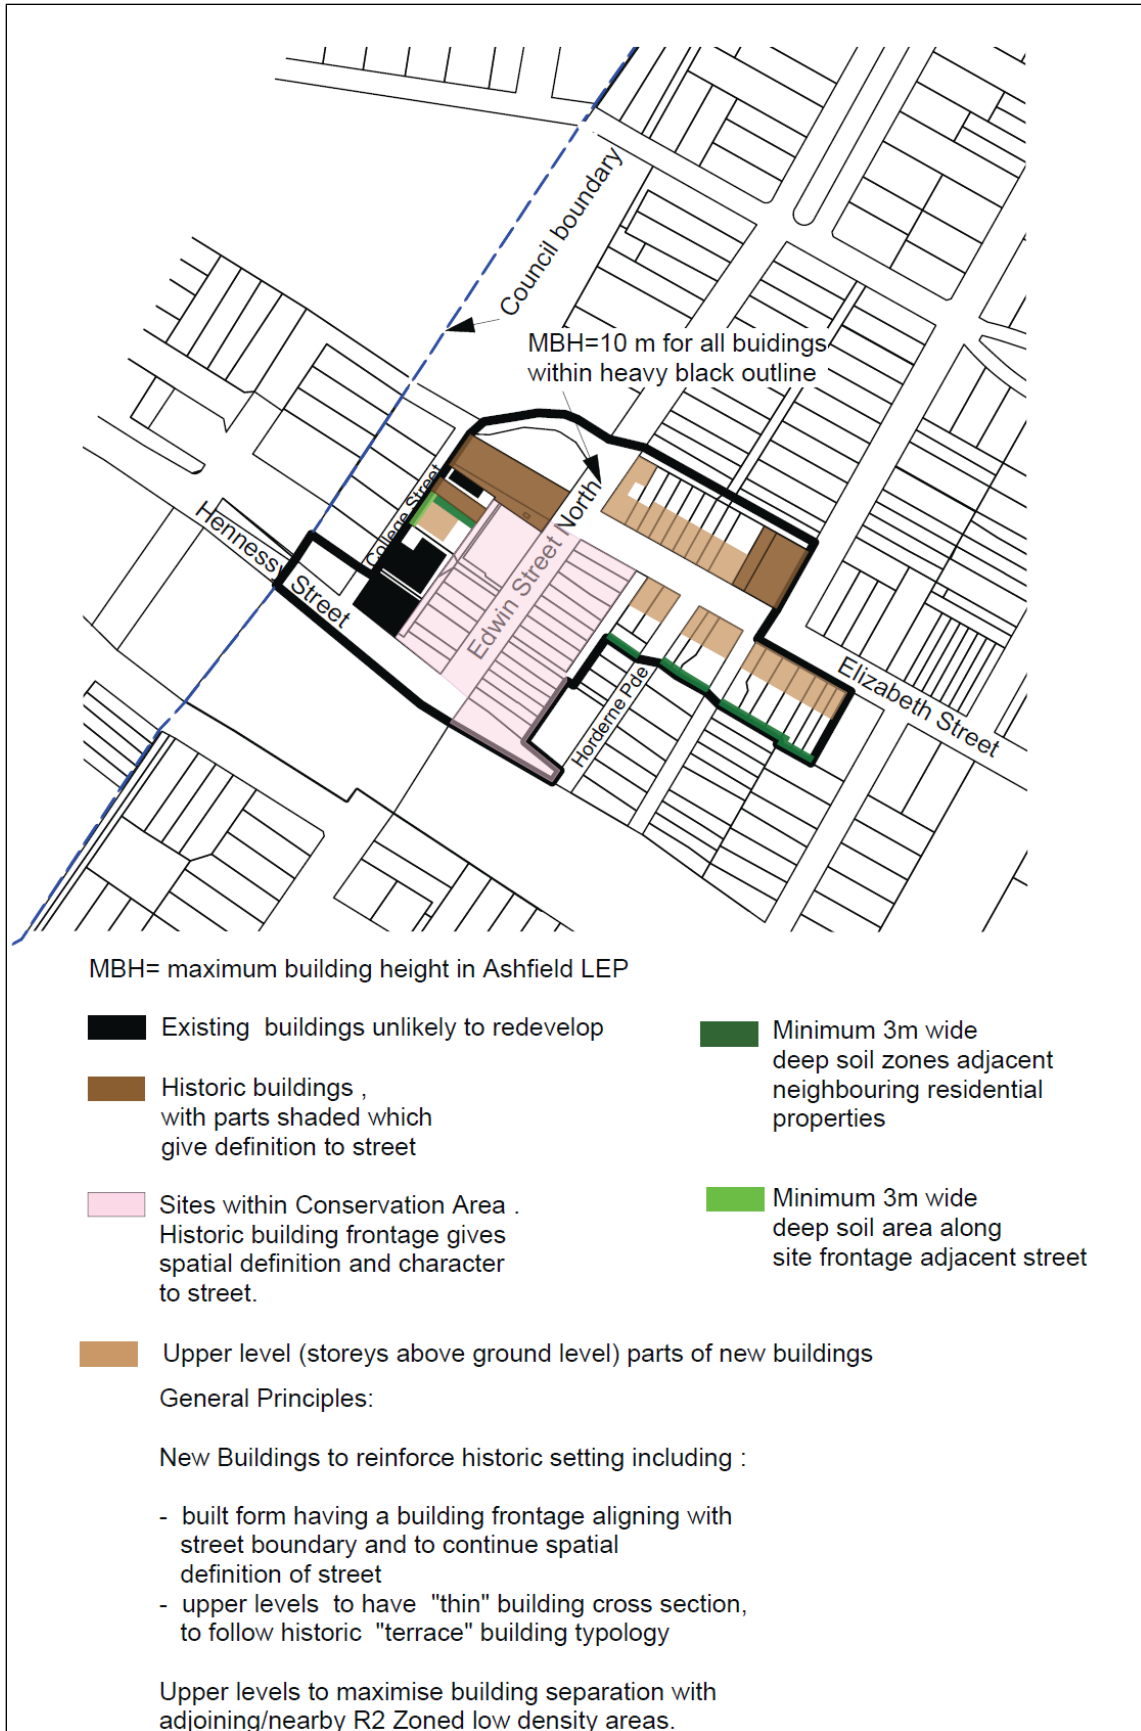 Council boundary
MBH=10 m for all buidings
within heavy black outline
College Street
Hennessy Street
Edwin Street North
Horderne Pde
Elizabeth Street
MBH= maximum building height in Ashfield LEP
Existing buildings unlikely to redevelop
Historic buildings ,
with parts shaded which
give definition to street
Sites within Conservation Area .
Historic building frontage gives
spatial definition and character
to street.
Minimum 3m wide
deep soil zones adjacent
neighbouring residential
properties
Minimum 3m wide
deep soil area along
site frontage adjacent street
Upper level (storeys above ground level) parts of new buildings
General Principles:
New Buildings to reinforce historic setting including :
- built form having a building frontage aligning with
street boundary and to continue spatial
definition of street
- upper levels to have "thin" building cross section,
to follow historic "terrace" building typology
Upper levels to maximise building separation with
adjoining/nearby R2 Zoned low density areas.